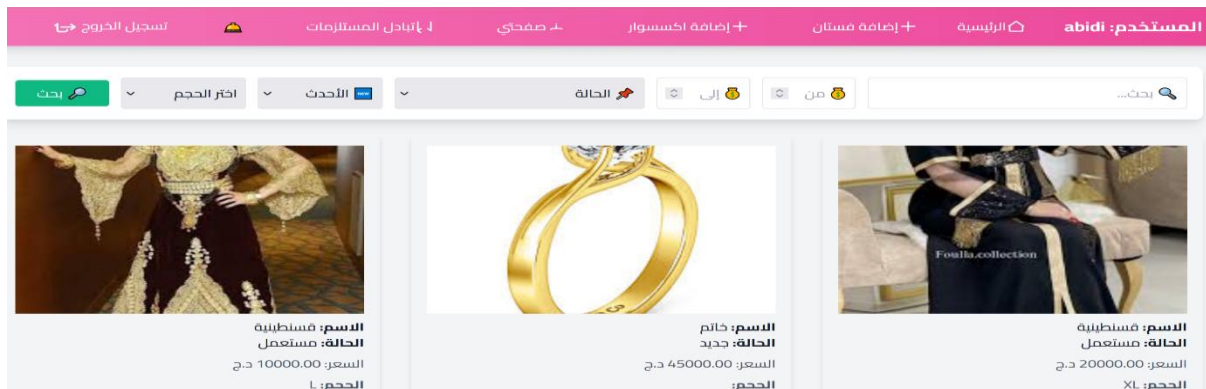 المستخدم: abidi
الرئيسية
+ إضافة فستان
+ إضافة اكسسوار
صفحتي
تبادل المستلزمات
تسجيل الخروج
بحث...
من
إلى
الحالة
الأحدث
اختر الحجم
بحث
Foulla.collection
الاسم: قسنطينية
الحالة: مستعمل
السعر: 20000.00 د.ج
الحجم: XL
الاسم: خاتم
الحالة: جديد
السعر: 45000.00 د.ج
الحجم:
الاسم: قسنطينية
الحالة: مستعمل
السعر: 10000.00 د.ج
الحجم: L